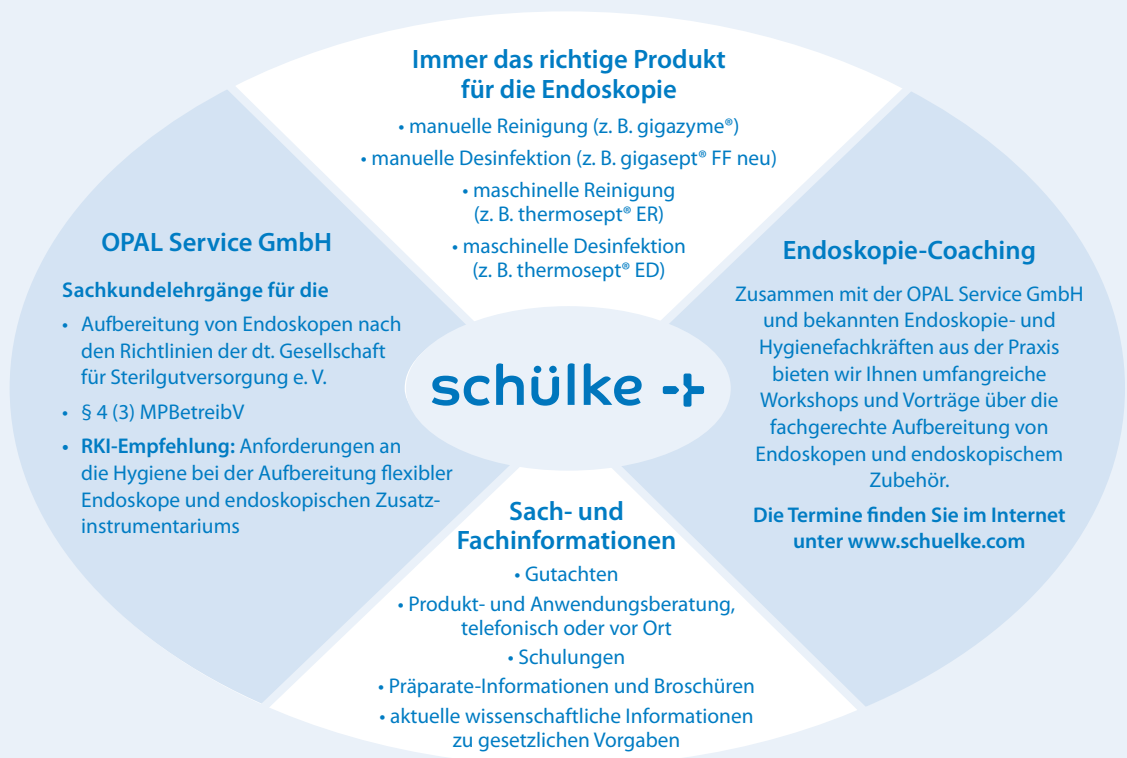 Immer das richtige Produkt
für die Endoskopie
• manuelle Reinigung (z. B. gigazyme®)
• manuelle Desinfektion (z. B. gigasept® FF neu)
• maschinelle Reinigung
(z. B. thermosept® ER)
• maschinelle Desinfektion
(z. B. thermosept® ED)
OPAL Service GmbH
Sachkundelehrgänge für die
• Aufbereitung von Endoskopen nach
den Richtlinien der dt. Gesellschaft
für Sterilgutversorgung e. V.
• § 4 (3) MPBetreibV
• RKI-Empfehlung: Anforderungen an
die Hygiene bei der Aufbereitung flexibler
Endoskope und endoskopischen Zusatz-
instrumentariums
schülke -+
Endoskopie-Coaching
Zusammen mit der OPAL Service GmbH
und bekannten Endoskopie- und
Hygienefachkräften aus der Praxis
bieten wir Ihnen umfangreiche
Workshops und Vorträge über die
fachgerechte Aufbereitung von
Endoskopen und endoskopischem
Zubehör.
Die Termine finden Sie im Internet
unter www.schuelke.com
Sach- und
Fachinformationen
• Gutachten
• Produkt- und Anwendungsberatung,
telefonisch oder vor Ort
• Schulungen
• Präparate-Informationen und Broschüren
• aktuelle wissenschaftliche Informationen
zu gesetzlichen Vorgaben